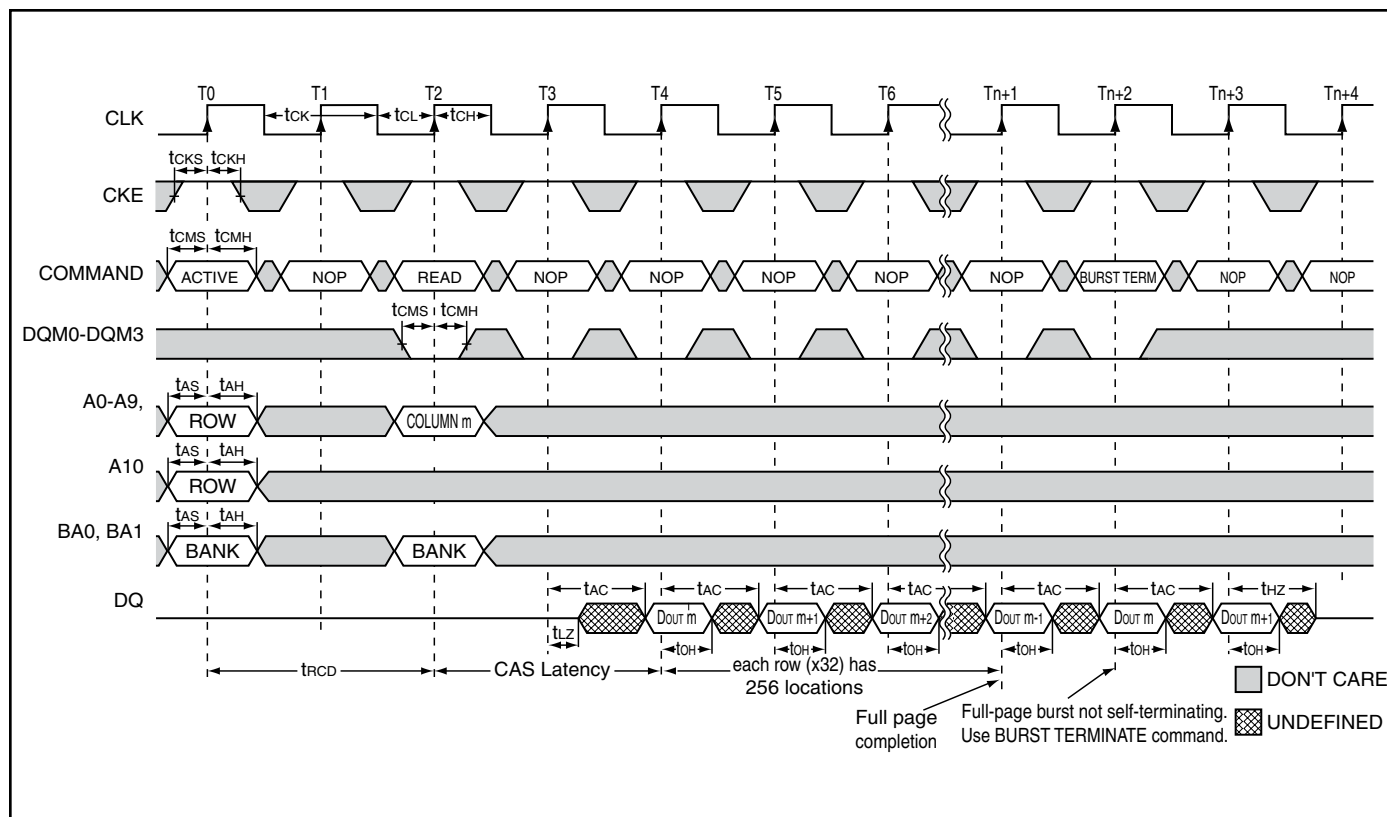 T0 T1 T2 T3 T4 T5 T6 Tn+1 Tn+2 Tn+3 Tn+4
CLK tCK tCL tCH
tCKS tCKH
CKE
tCMS tCMH
COMMAND ACTIVE NOP READ NOP NOP NOP NOP NOP BURST TERM NOP NOP
tCMS tCMH
DQM0-DQM3
tAS tAH
A0-A9, ROW COLUMN m
tAS tAH
A10 ROW
tAS tAH
BA0, BA1 BANK BANK
tAC tAC tAC tAC tAC tAC tHZ
DQ DOUT m DOUT m+1 DOUT m+2 DOUT m-1 DOUT m DOUT m+1
tLZ tOH tOH tOH tOH tOH tOH
tRCD CAS Latency each row (x32) has
256 locations
DON'T CARE
Full page Full-page burst not self-terminating.
completion Use BURST TERMINATE command.
UNDEFINED